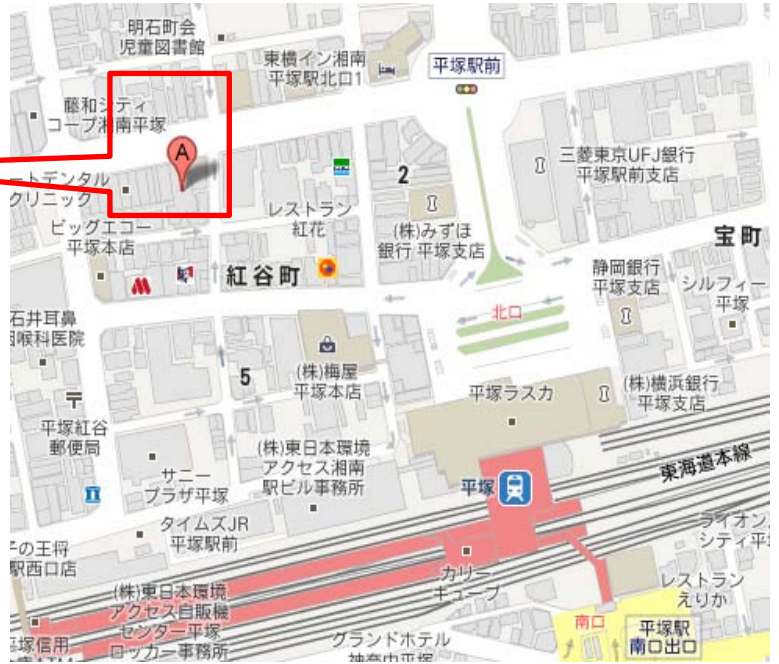 明石町会
児童図書館
東横イン湘南
平塚駅北口1
平塚駅前
藤和シティ
コープ湘南平塚
A
ートデンタル
クリニック
2
三菱東京UFJ銀行
平塚駅前支店
ビッグエコー
平塚本店
レストラン
紅花
(株)みずほ
銀行 平塚支店
宝町
紅谷町
静岡銀行
平塚支店
シルフィー
平塚
北口
石井耳鼻
咽喉科医院
5
(株)梅屋
平塚本店
平塚ラスカ
(株)横浜銀行
平塚支店
平塚紅谷
郵便局
(株)東日本環境
アクセス湘南
駅ビル事務所
サニー
プラザ平塚
平塚
東海道本線
タイムズJR
平塚駅前
ライオン
シティ平
子の王将
駅西口店
カリー
キューブ
レストラン
えりか
(株)東日本環境
アクセス自販機
センター平塚
ロッカー事務所
南口
平塚駅
南口出口
塚信用
グランドホテル
神奈中平塚